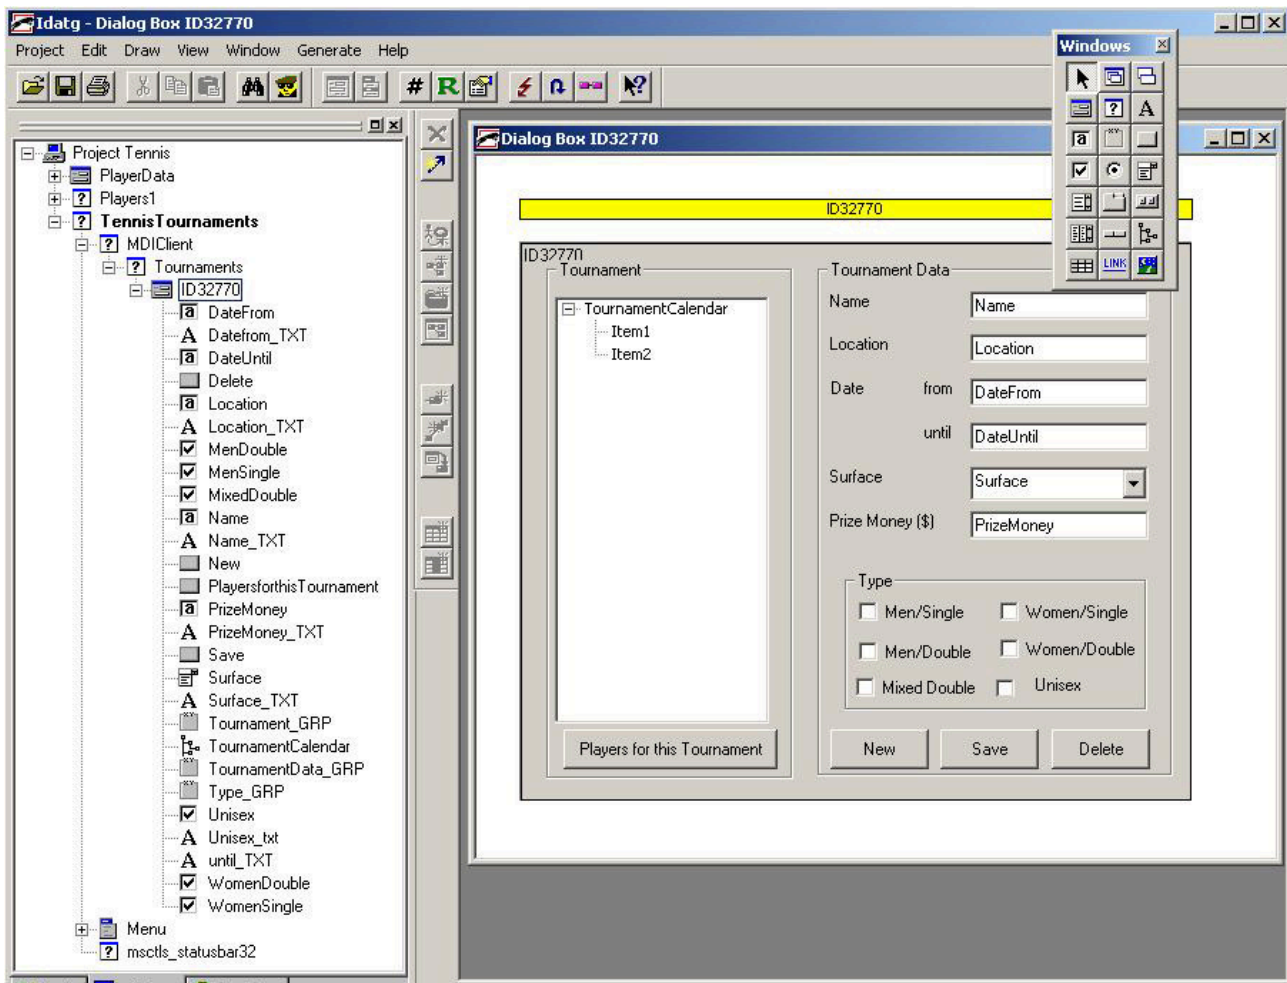 Idatg - Dialog Box ID32770
Project Edit Draw View Window Generate Help
Windows
# R
? A
a XY
LINK
Project Tennis
PlayerData
Players1
TennisTournaments
MDIClient
Tournaments
ID32770
DateFrom
Datefrom_TXT
DateUntil
Delete
Location
Location_TXT
MenDouble
MenSingle
MixedDouble
Name
Name_TXT
New
PlayersforthisTournament
PrizeMoney
PrizeMoney_TXT
Save
Surface
Surface_TXT
Tournament_GRP
TournamentCalendar
TournamentData_GRP
Type_GRP
Unisex
Unisex_txt
until_TXT
WomenDouble
WomenSingle
Menu
msctls_statusbar32
Dialog Box ID32770
ID32770
ID32770
Tournament
TournamentCalendar
Item1
Item2
Players for this Tournament
Tournament Data
Name Name
Location Location
Date from DateFrom
until DateUntil
Surface Surface
Prize Money ($) PrizeMoney
Type
Men/Single Women/Single
Men/Double Women/Double
Mixed Double Unisex
New Save Delete